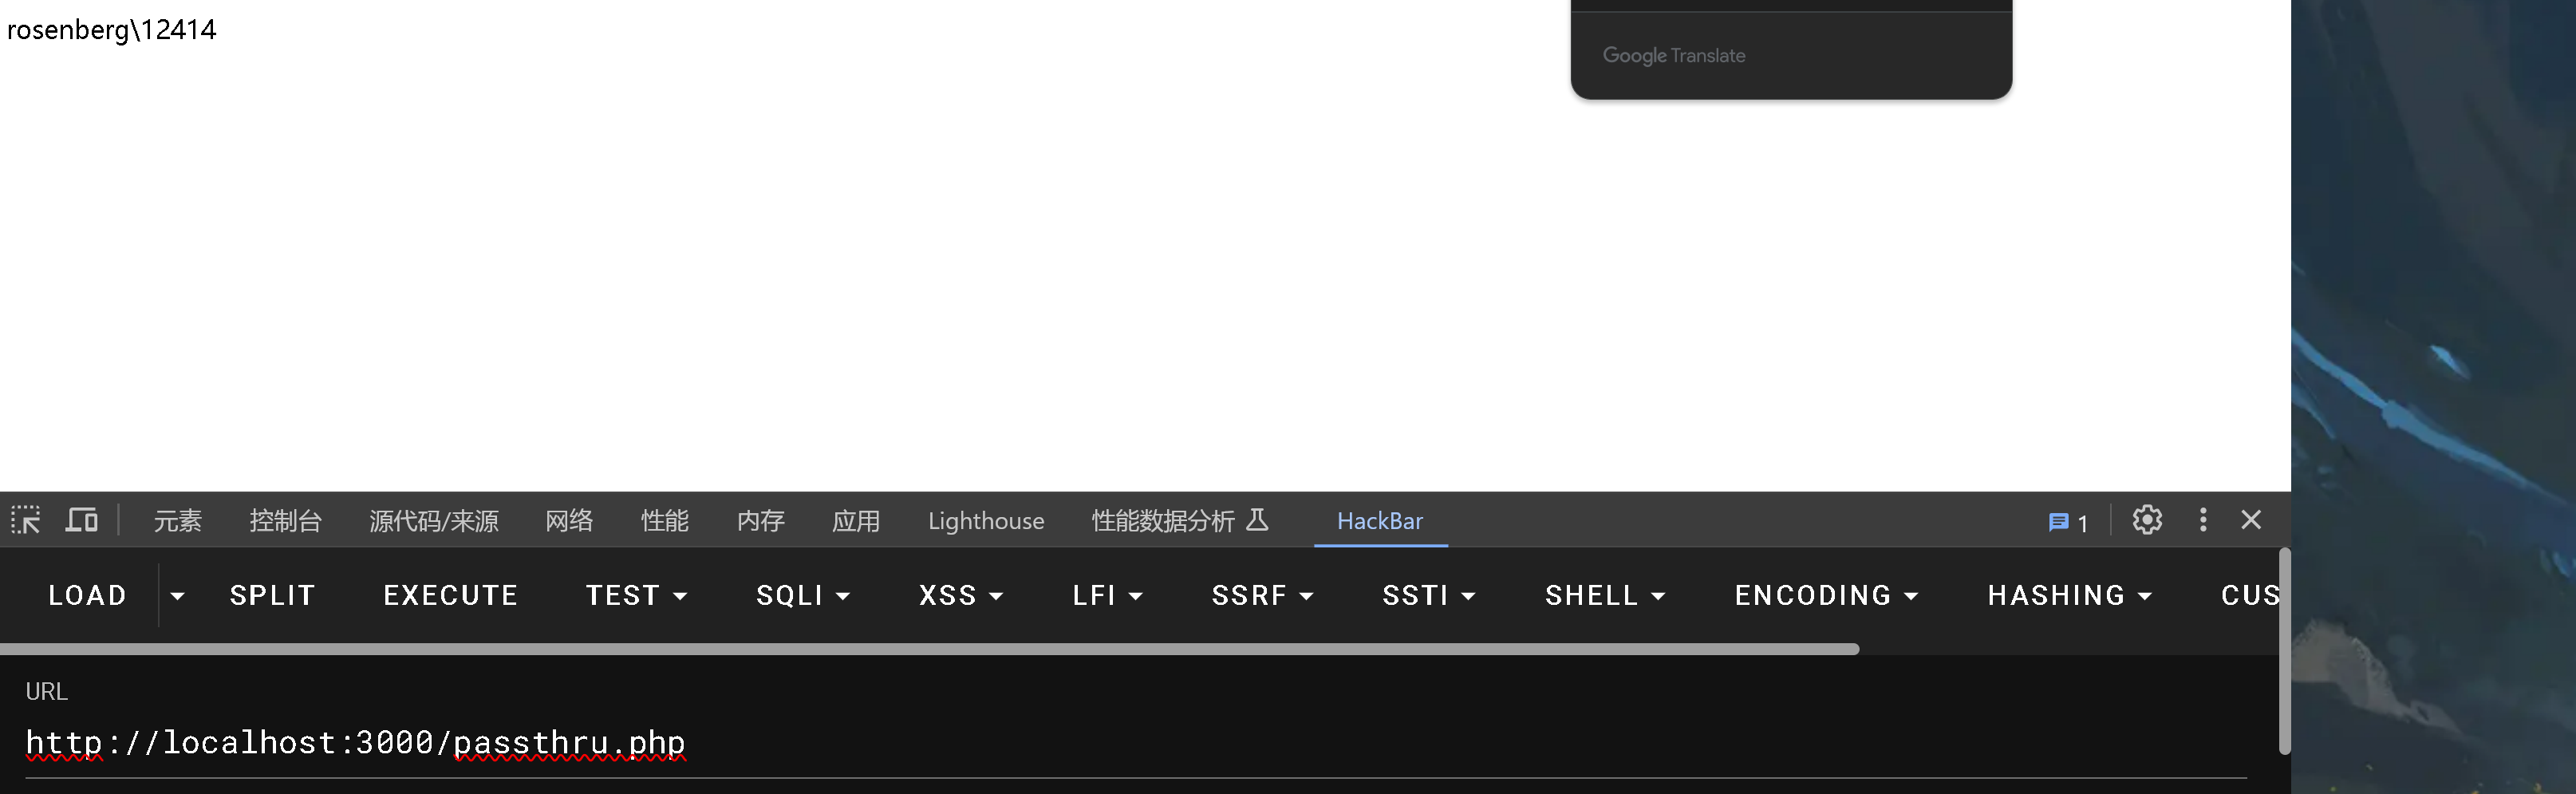 rosenberg\12414
Google Translate
元素 控制台 源代码/来源 网络 性能 内存 应用 Lighthouse 性能数据分析 HackBar 1
LOAD SPLIT EXECUTE TEST SQLI XSS LFI SSRF SSTI SHELL ENCODING HASHING CUS
URL
http://localhost:3000/passthru.php